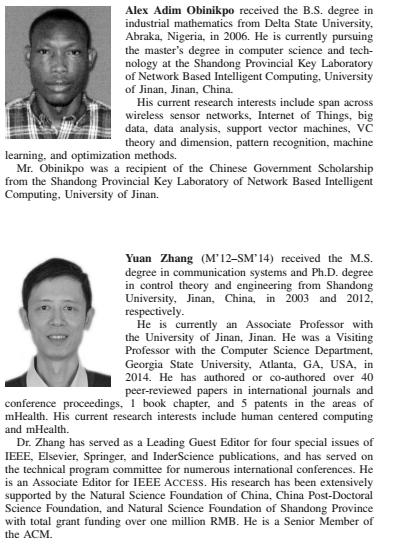 Alex Adim Obinikpo received the B.S. degree in
industrial mathematics from Delta State University,
Abraka, Nigeria, in 2006. He is currently pursuing
the master's degree in computer science and tech-
nology at the Shandong Provincial Key Laboratory
of Network Based Intelligent Computing, University
of Jinan, Jinan, China.
His current research interests include span across
wireless sensor networks, Internet of Things, big
data, data analysis, support vector machines, VC
theory and dimension, pattern recognition, machine
learning, and optimization methods.
Mr. Obinikpo was a recipient of the Chinese Government Scholarship
from the Shandong Provincial Key Laboratory of Network Based Intelligent
Computing, University of Jinan.
Yuan Zhang (M'12–SM'14) received the M.S.
degree in communication systems and Ph.D. degree
in control theory and engineering from Shandong
University, Jinan, China, in 2003 and 2012,
respectively.
He is currently an Associate Professor with
the University of Jinan, Jinan. He was a Visiting
Professor with the Computer Science Department,
Georgia State University, Atlanta, GA, USA, in
2014. He has authored or co-authored over 40
peer-reviewed papers in international journals and
conference proceedings, 1 book chapter, and 5 patents in the areas of
mHealth. His current research interests include human centered computing
and mHealth.
Dr. Zhang has served as a Leading Guest Editor for four special issues of
IEEE, Elsevier, Springer, and InderScience publications, and has served on
the technical program committee for numerous international conferences. He
is an Associate Editor for IEEE ACCESS. His research has been extensively
supported by the Natural Science Foundation of China, China Post-Doctoral
Science Foundation, and Natural Science Foundation of Shandong Province
with total grant funding over one million RMB. He is a Senior Member of
the ACM.